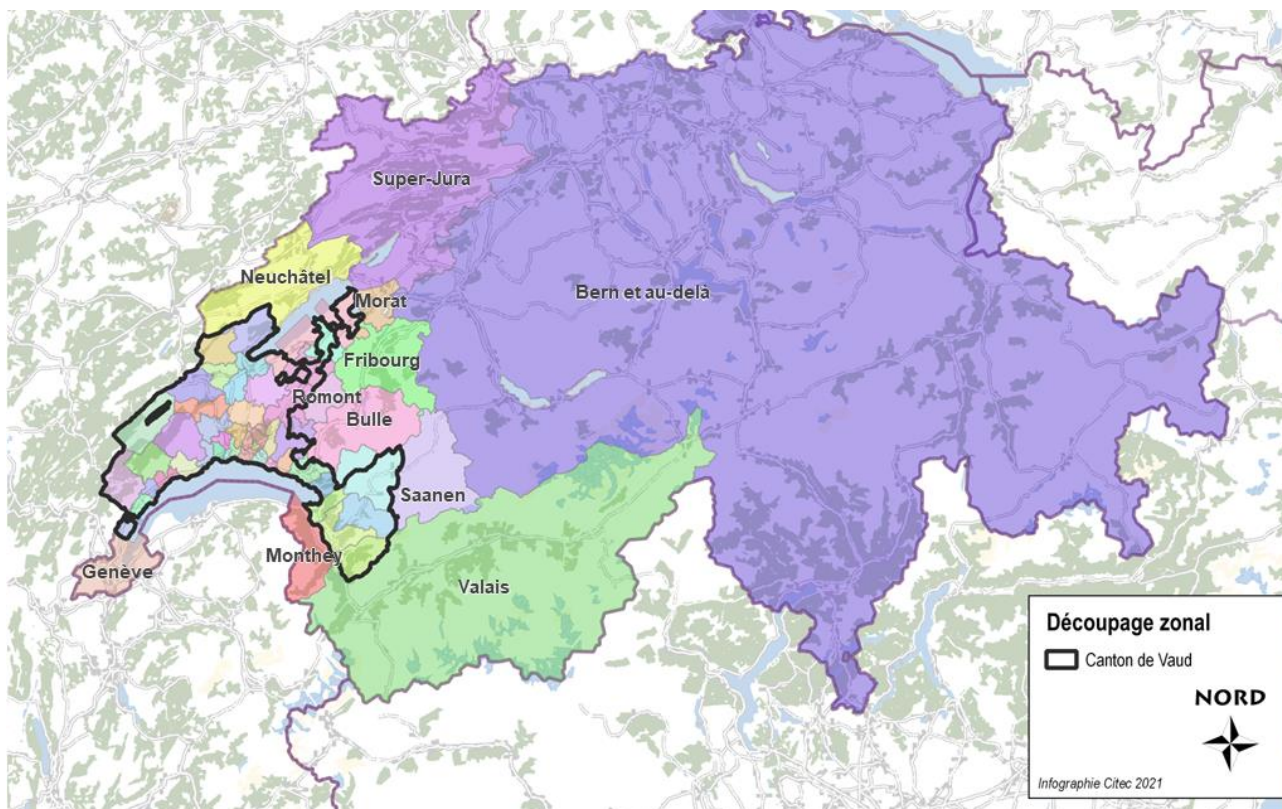 Super-Jura
Neuchâtel
Morat
Bern et au-delà
Fribourg
Romont
Bulle
Saanen
Monthey
Genève
Valais
Découpage zonal
Canton de Vaud
NORD
Infographie Citec 2021